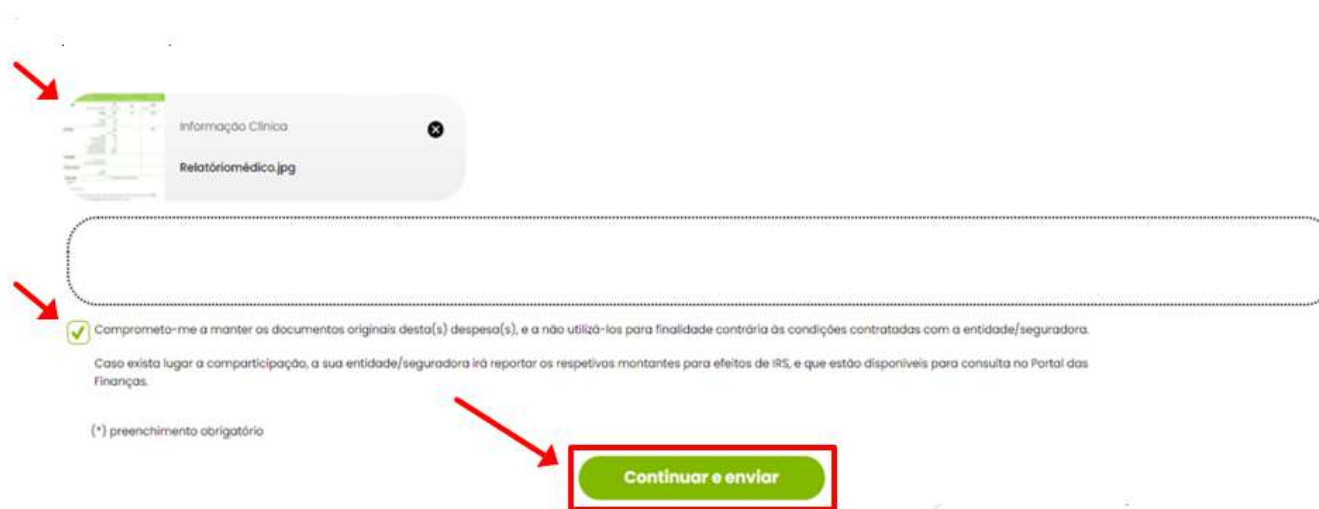 Informação Clínica
Relatóriomédico.jpg
Comprometo-me a manter os documentos originais desta(s) despesa(s), e a não utilizá-los para finalidade contrária às condições contratadas com a entidade/seguradora.
Caso exista lugar a comparticipação, a sua entidade/seguradora irá reportar os respetivos montantes para efeitos de IRS, e que estão disponíveis para consulta no Portal das
Finanças.
(*) preenchimento obrigatório
Continuar e enviar